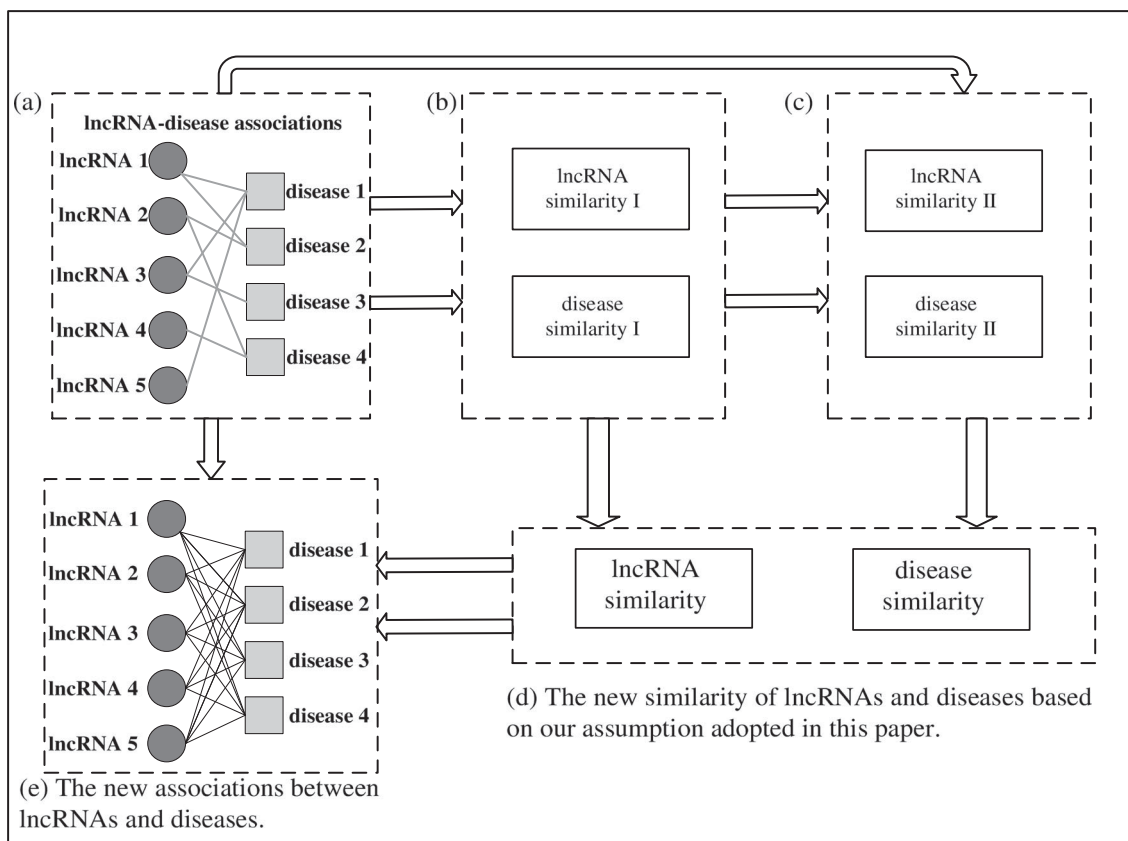 (a)
lncRNA-disease associations
lncRNA 1
lncRNA 2
lncRNA 3
lncRNA 4
lncRNA 5
disease 1
disease 2
disease 3
disease 4
(b)
lncRNA
similarity I
disease
similarity I
(c)
lncRNA
similarity II
disease
similarity II
lncRNA 1
lncRNA 2
lncRNA 3
lncRNA 4
lncRNA 5
disease 1
disease 2
disease 3
disease 4
lncRNA
similarity
disease
similarity
(d) The new similarity of lncRNAs and diseases based
on our assumption adopted in this paper.
(e) The new associations between
lncRNAs and diseases.